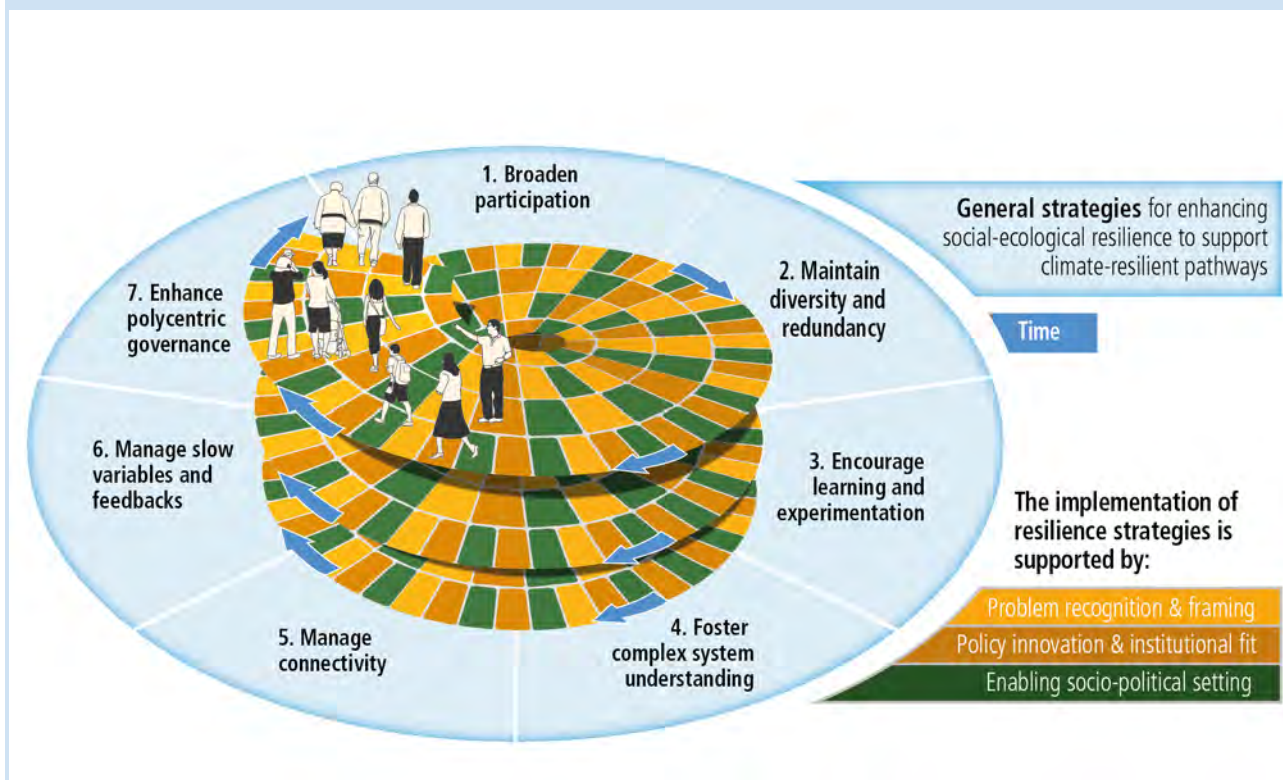 1. Broaden
participation
2. Maintain
diversity and
redundancy
3. Encourage
learning and
experimentation
4. Foster
complex system
understanding
5. Manage
connectivity
6. Manage slow
variables and
feedbacks
7. Enhance
polycentric
governance
General strategies for enhancing
social-ecological resilience to support
climate-resilient pathways
Time
The implementation of
resilience strategies is
supported by:
Problem recognition & framing
Policy innovation & institutional fit
Enabling socio-political setting